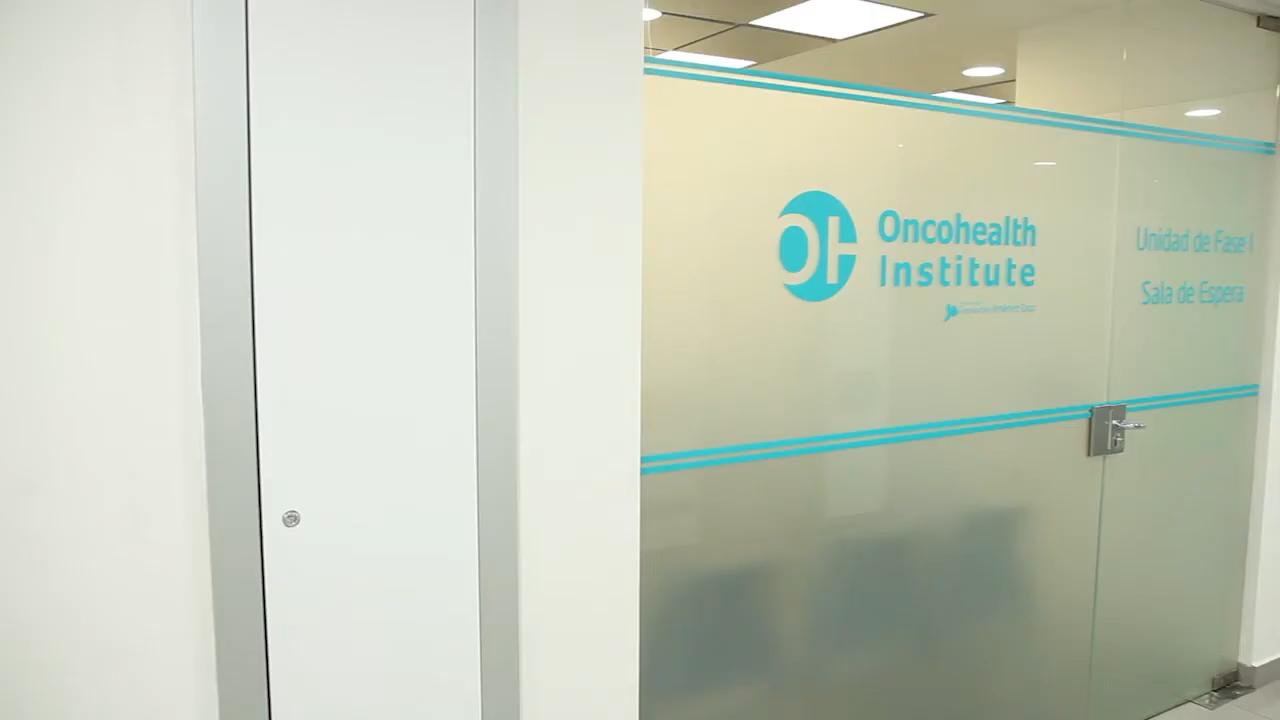 OH
Oncohealth
Institute
Unidad de Fase I
Sala de Espera